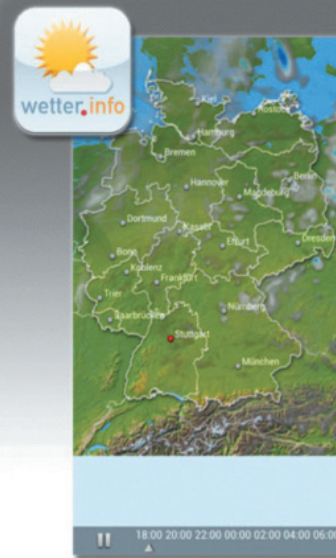 wetter.info
Kiel
Rostock
Hamburg
Bremen
Berlin
Hannover
Magdeburg
Dortmund
Kassel
Erfurt
Dresden
Bonn
Koblenz
Frankfurt
Trier
Nürnberg
Saarbrücken
Stuttgart
München
18:00 20:00 22:00 00:00 02:00 04:00 06:00